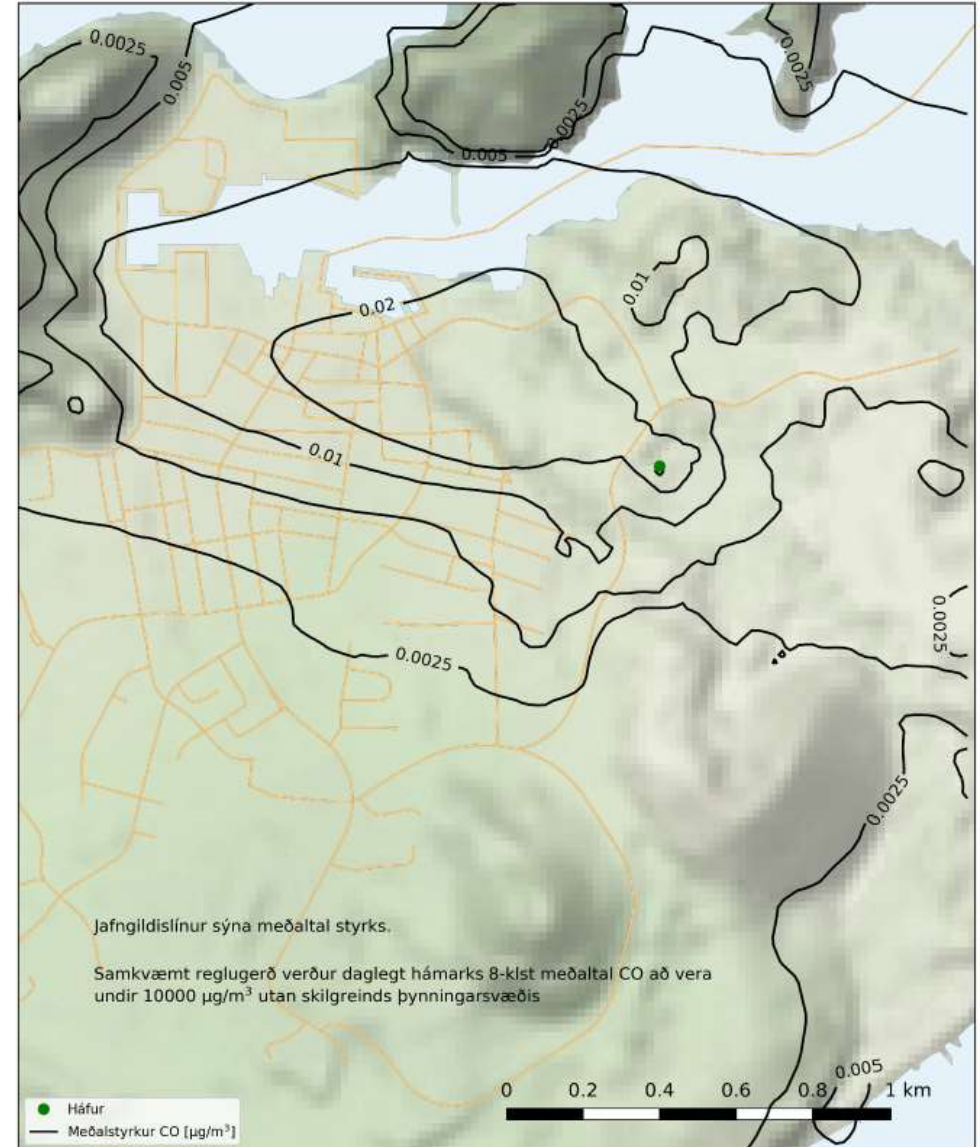 0.0025
0.005
0.0025
0.005
0.0025
0.02
0.01
0.01
0.0025
0.0025
0.0025
0.005
Jafngildislínur sýna meðaltal styrks.
Samkvæmt reglugerð verður daglegt hámarks 8-klst meðaltal CO að vera
undir 10000 µg/m³ utan skilgreinds þynningarsvæðis
0 0.2 0.4 0.6 0.8 1 km
Háfur
Meðalstyrkur CO [µg/m³]